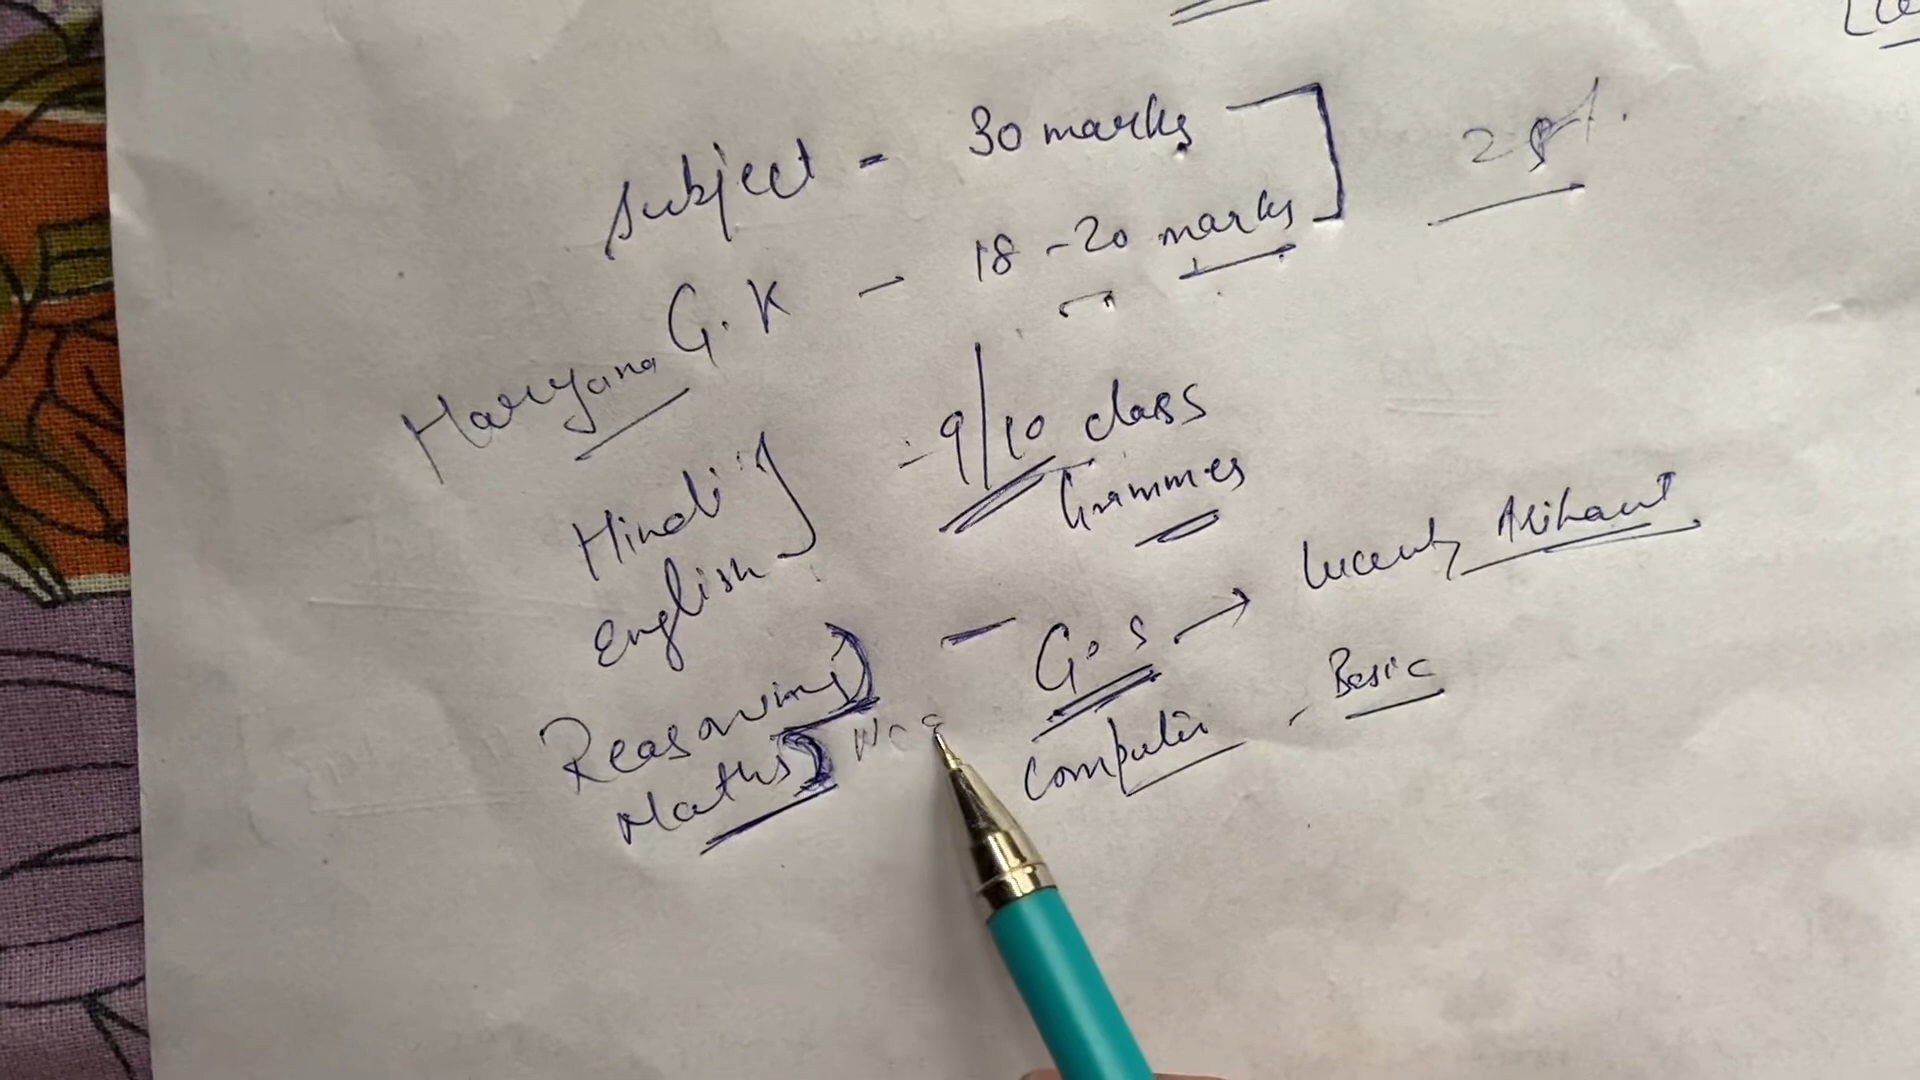 Subject - 30 marks
Haryana G.K - 18-20 marks
Hindi - 9/10 class
English Grammer
Reasoning - G.S → Lucent, Arihant
Maths Computer - Basic